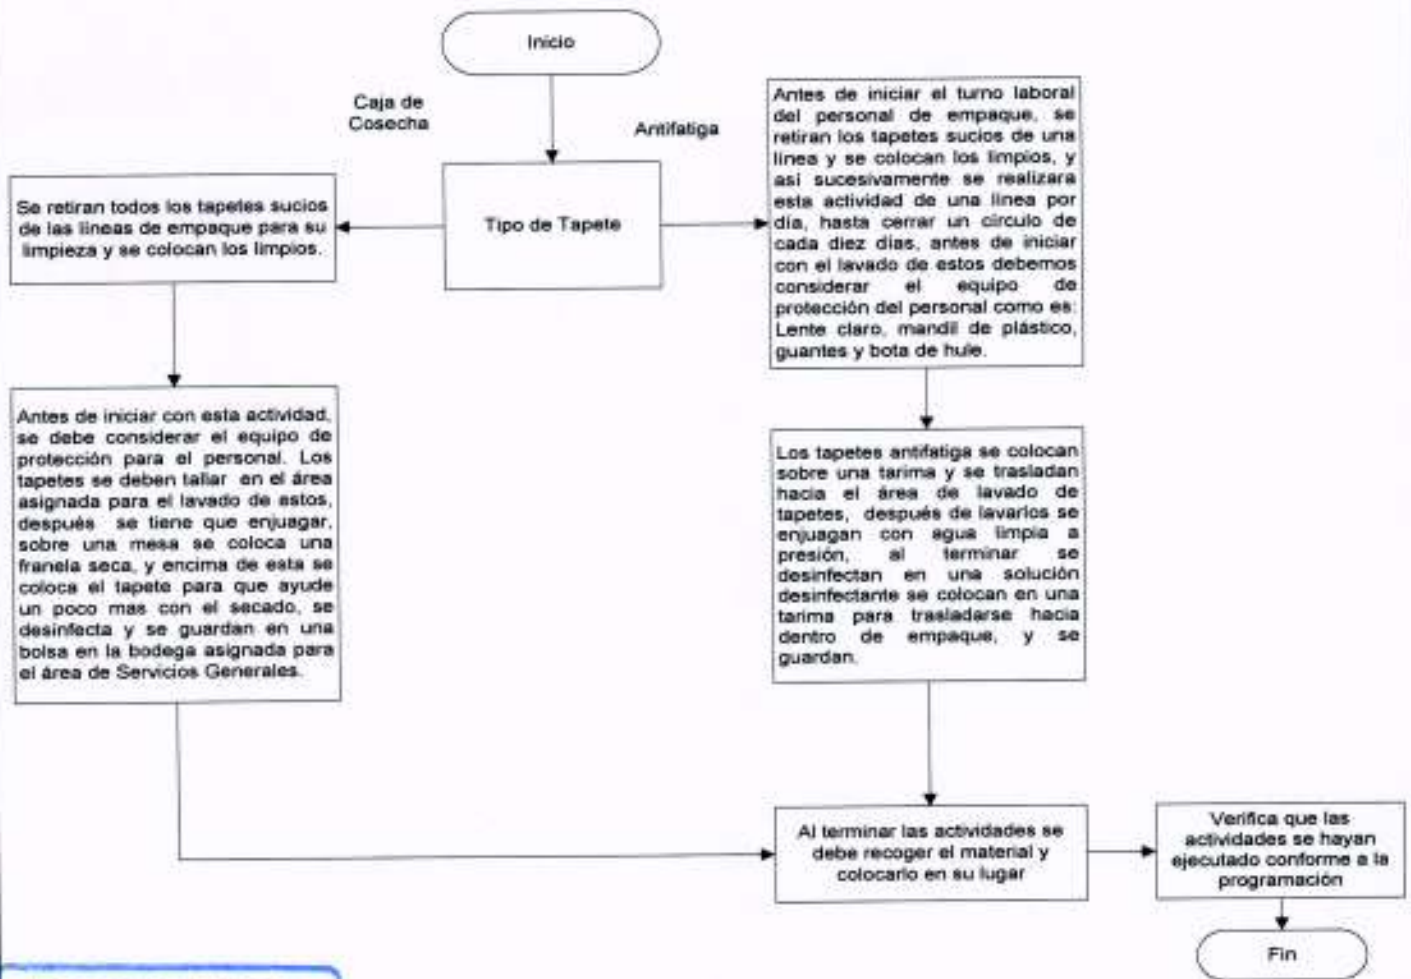 Inicio
Caja de
Cosecha
Antifatiga
Tipo de Tapete
Se retiran todos los tapetes sucios
de las líneas de empaque para su
limpieza y se colocan los limpios.
Antes de iniciar el turno laboral
del personal de empaque, se
retiran los tapetes sucios de una
línea y se colocan los limpios, y
así sucesivamente se realizara
esta actividad de una línea por
día, hasta cerrar un círculo de
cada diez días, antes de iniciar
con el lavado de estos debemos
considerar el equipo de
protección del personal como es:
Lente claro, mandil de plástico,
guantes y bota de hule.
Antes de iniciar con esta actividad,
se debe considerar el equipo de
protección para el personal. Los
tapetes se deben tallar en el área
asignada para el lavado de estos,
después se tiene que enjuagar,
sobre una mesa se coloca una
franela seca, y encima de esta se
coloca el tapete para que ayude
un poco mas con el secado, se
desinfecta y se guardan en una
bolsa en la bodega asignada para
el área de Servicios Generales.
Los tapetes antifatiga se colocan
sobre una tarima y se trasladan
hacia el área de lavado de
tapetes, después de lavarlos se
enjuagan con agua limpia a
presión, al terminar se
desinfectan en una solución
desinfectante se colocan en una
tarima para trasladarse hacia
dentro de empaque, y se
guardan.
Al terminar las actividades se
debe recoger el material y
colocarlo en su lugar
Verifica que las
actividades se hayan
ejecutado conforme a la
programación
Fin